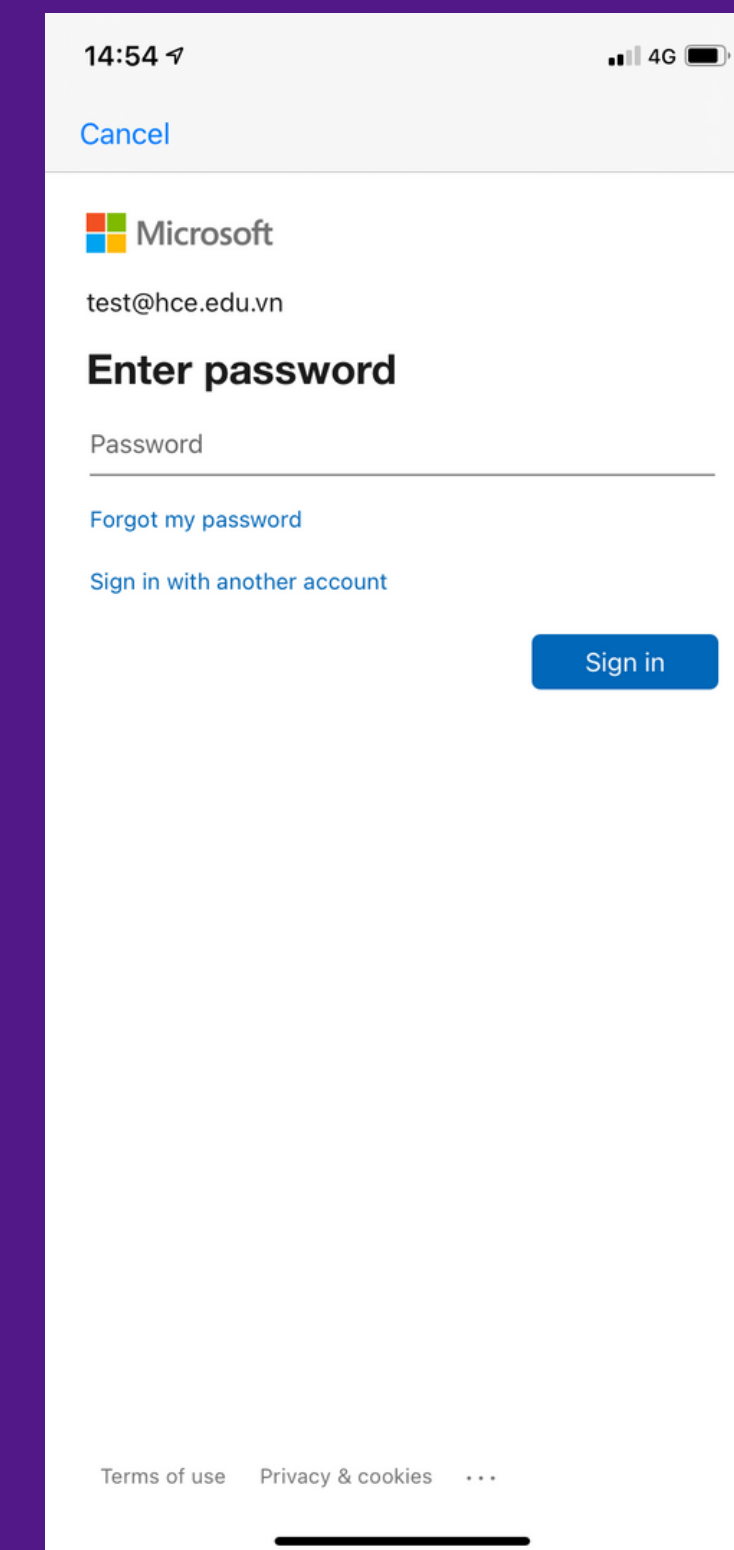 14:54 4G
Cancel
Microsoft
test@hce.edu.vn
Enter password
Password
Forgot my password
Sign in with another account
Sign in
Terms of use Privacy & cookies ...